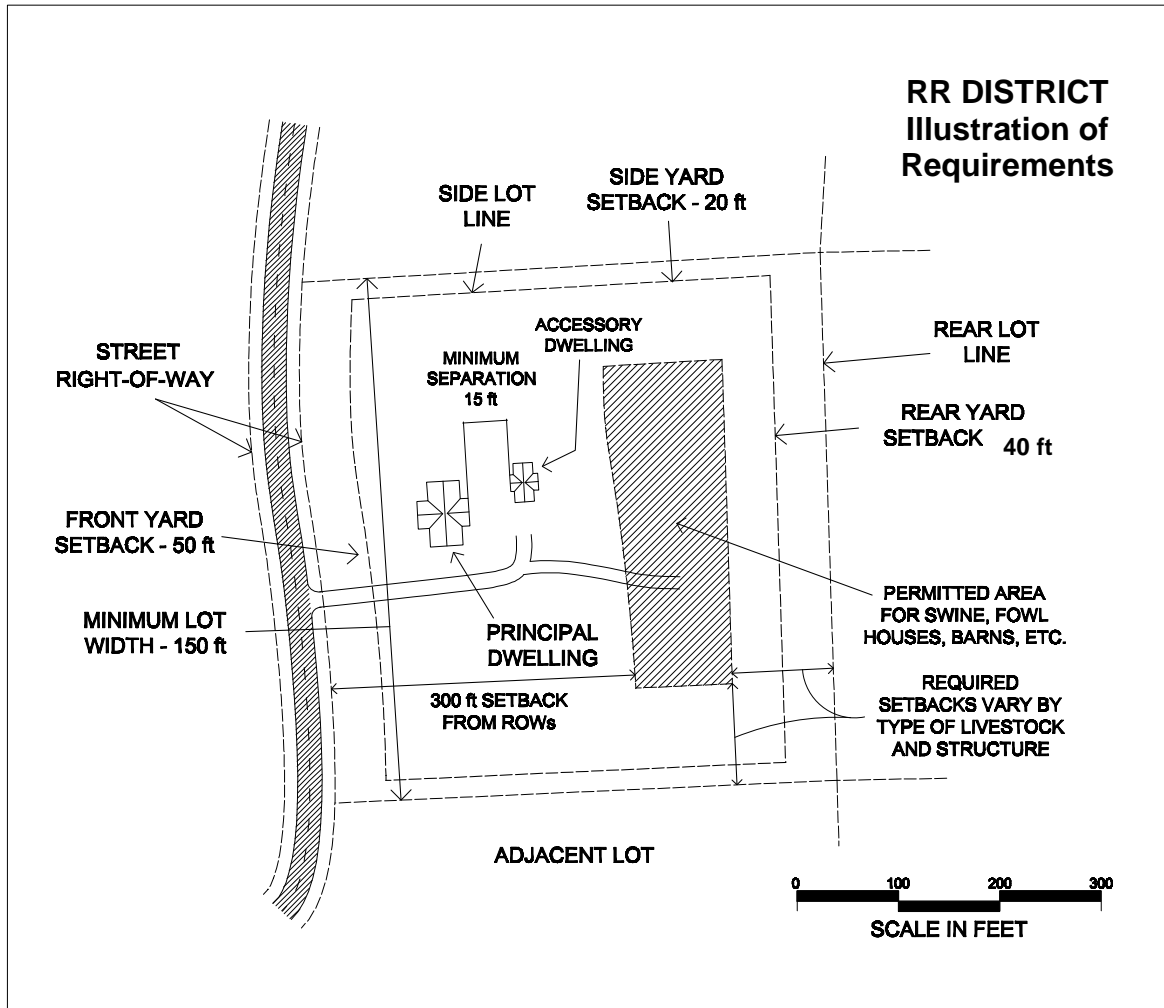 RR DISTRICT
Illustration of
Requirements
SIDE LOT
LINE
SIDE YARD
SETBACK - 20 ft
STREET
RIGHT-OF-WAY
MINIMUM
SEPARATION
15 ft
ACCESSORY
DWELLING
REAR LOT
LINE
REAR YARD
SETBACK 40 ft
FRONT YARD
SETBACK - 50 ft
MINIMUM LOT
WIDTH - 150 ft
PRINCIPAL
DWELLING
PERMITTED AREA
FOR SWINE, FOWL
HOUSES, BARNS, ETC.
300 ft SETBACK
FROM ROWs
REQUIRED
SETBACKS VARY BY
TYPE OF LIVESTOCK
AND STRUCTURE
ADJACENT LOT
0 100 200 300
SCALE IN FEET